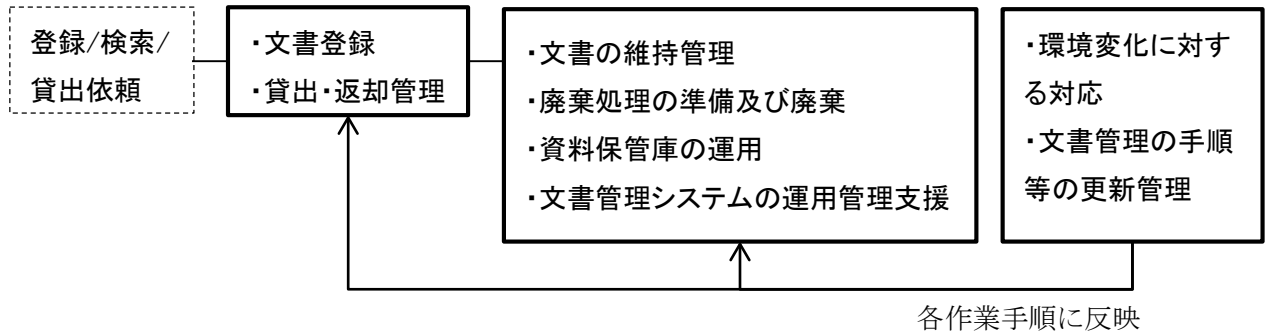 登録/検索/
貸出依頼
・文書登録
・貸出・返却管理
・文書の維持管理
・廃棄処理の準備及び廃棄
・資料保管庫の運用
・文書管理システムの運用管理支援
・環境変化に対す
る対応
・文書管理の手順
等の更新管理
各作業手順に反映